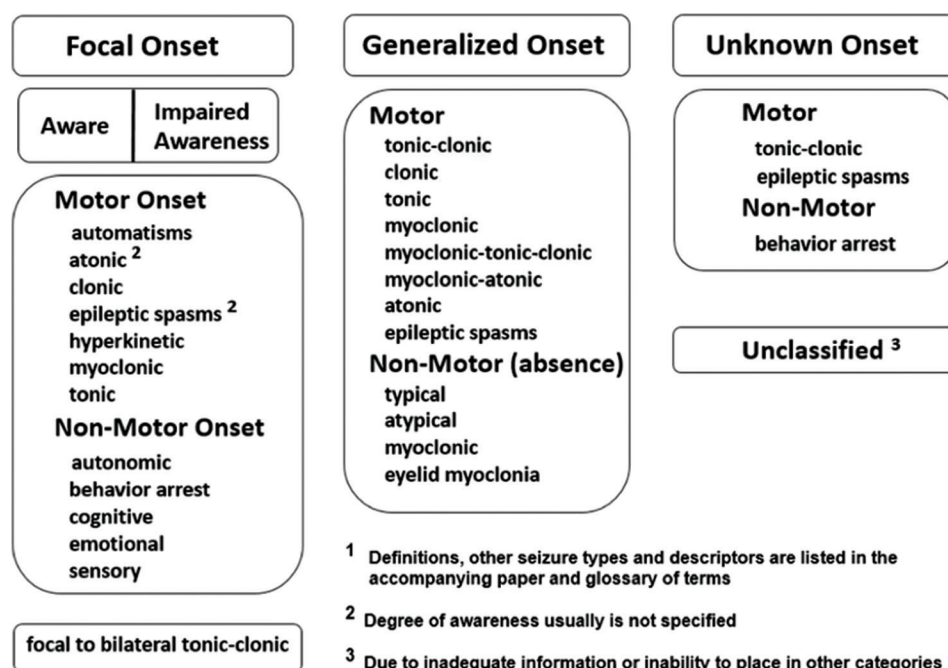 Focal Onset
Aware
Impaired
Awareness
Motor Onset
automatisms
atonic 2
clonic
epileptic spasms 2
hyperkinetic
myoclonic
tonic
Non-Motor Onset
autonomic
behavior arrest
cognitive
emotional
sensory
focal to bilateral tonic-clonic
Generalized Onset
Motor
tonic-clonic
clonic
tonic
myoclonic
myoclonic-tonic-clonic
myoclonic-atonic
atonic
epileptic spasms
Non-Motor (absence)
typical
atypical
myoclonic
eyelid myoclonia
Unknown Onset
Motor
tonic-clonic
epileptic spasms
Non-Motor
behavior arrest
Unclassified 3
1 Definitions, other seizure types and descriptors are listed in the
accompanying paper and glossary of terms
2 Degree of awareness usually is not specified
3 Due to inadequate information or inability to place in other categories